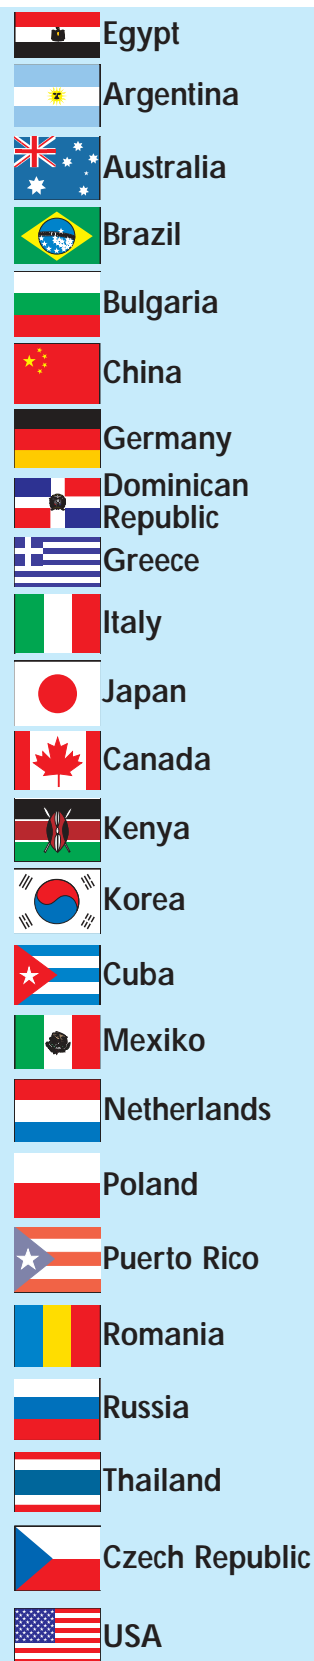 Egypt
Argentina
Australia
Brazil
Bulgaria
China
Germany
Dominican
Republic
Greece
Italy
Japan
Canada
Kenya
Korea
Cuba
Mexiko
Netherlands
Poland
Puerto Rico
Romania
Russia
Thailand
Czech Republic
USA